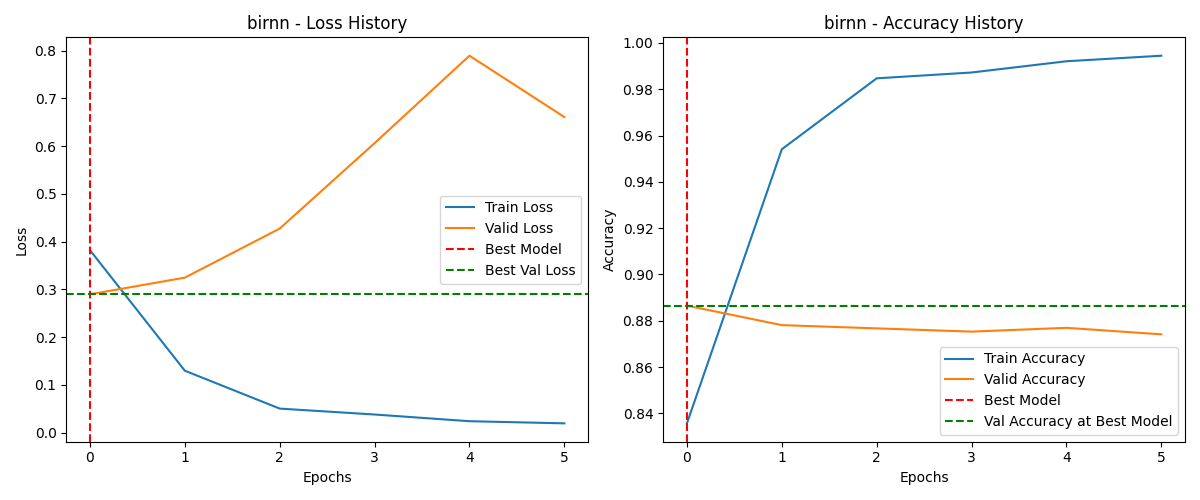 birnn - Loss History
Loss
0.8
0.7
0.6
0.5
0.4
0.3
0.2
0.1
0.0
Train Loss
Valid Loss
Best Model
Best Val Loss
0 1 2 3 4 5
Epochs
birnn - Accuracy History
Accuracy
1.00
0.98
0.96
0.94
0.92
0.90
0.88
0.86
0.84
Train Accuracy
Valid Accuracy
Best Model
Val Accuracy at Best Model
0 1 2 3 4 5
Epochs